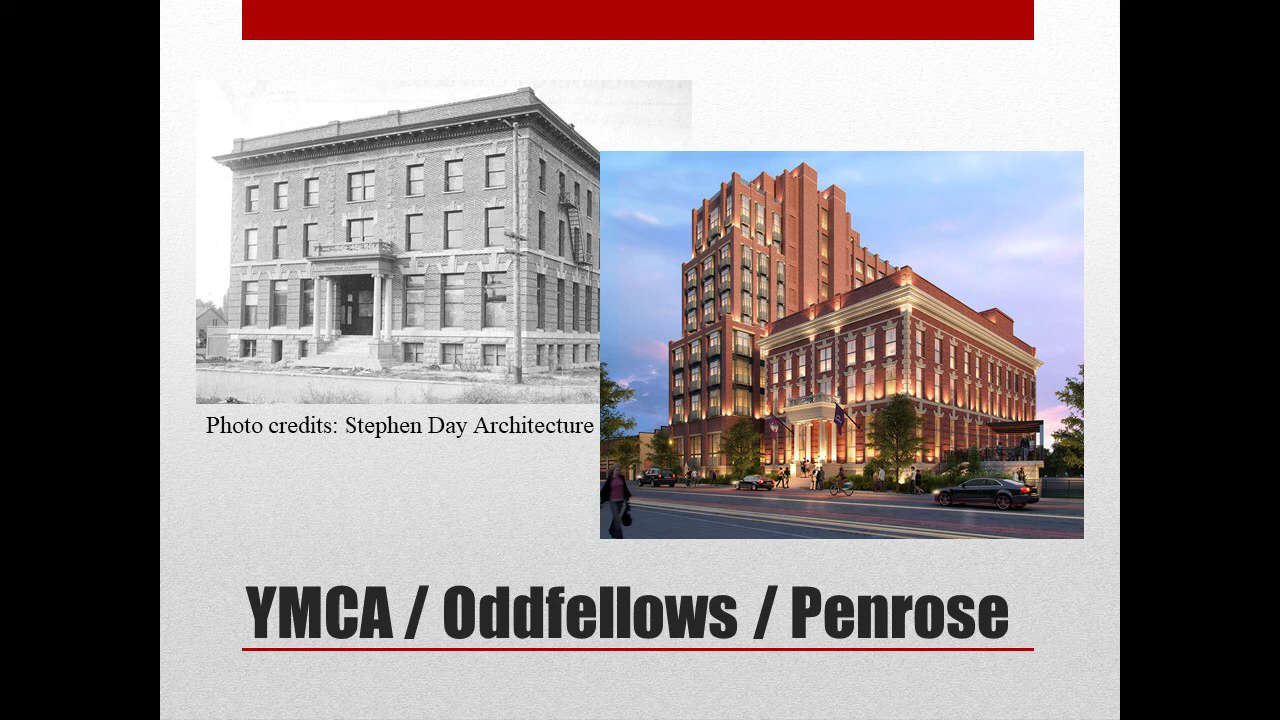 Photo credits: Stephen Day Architecture
YMCA / Oddfellows / Penrose